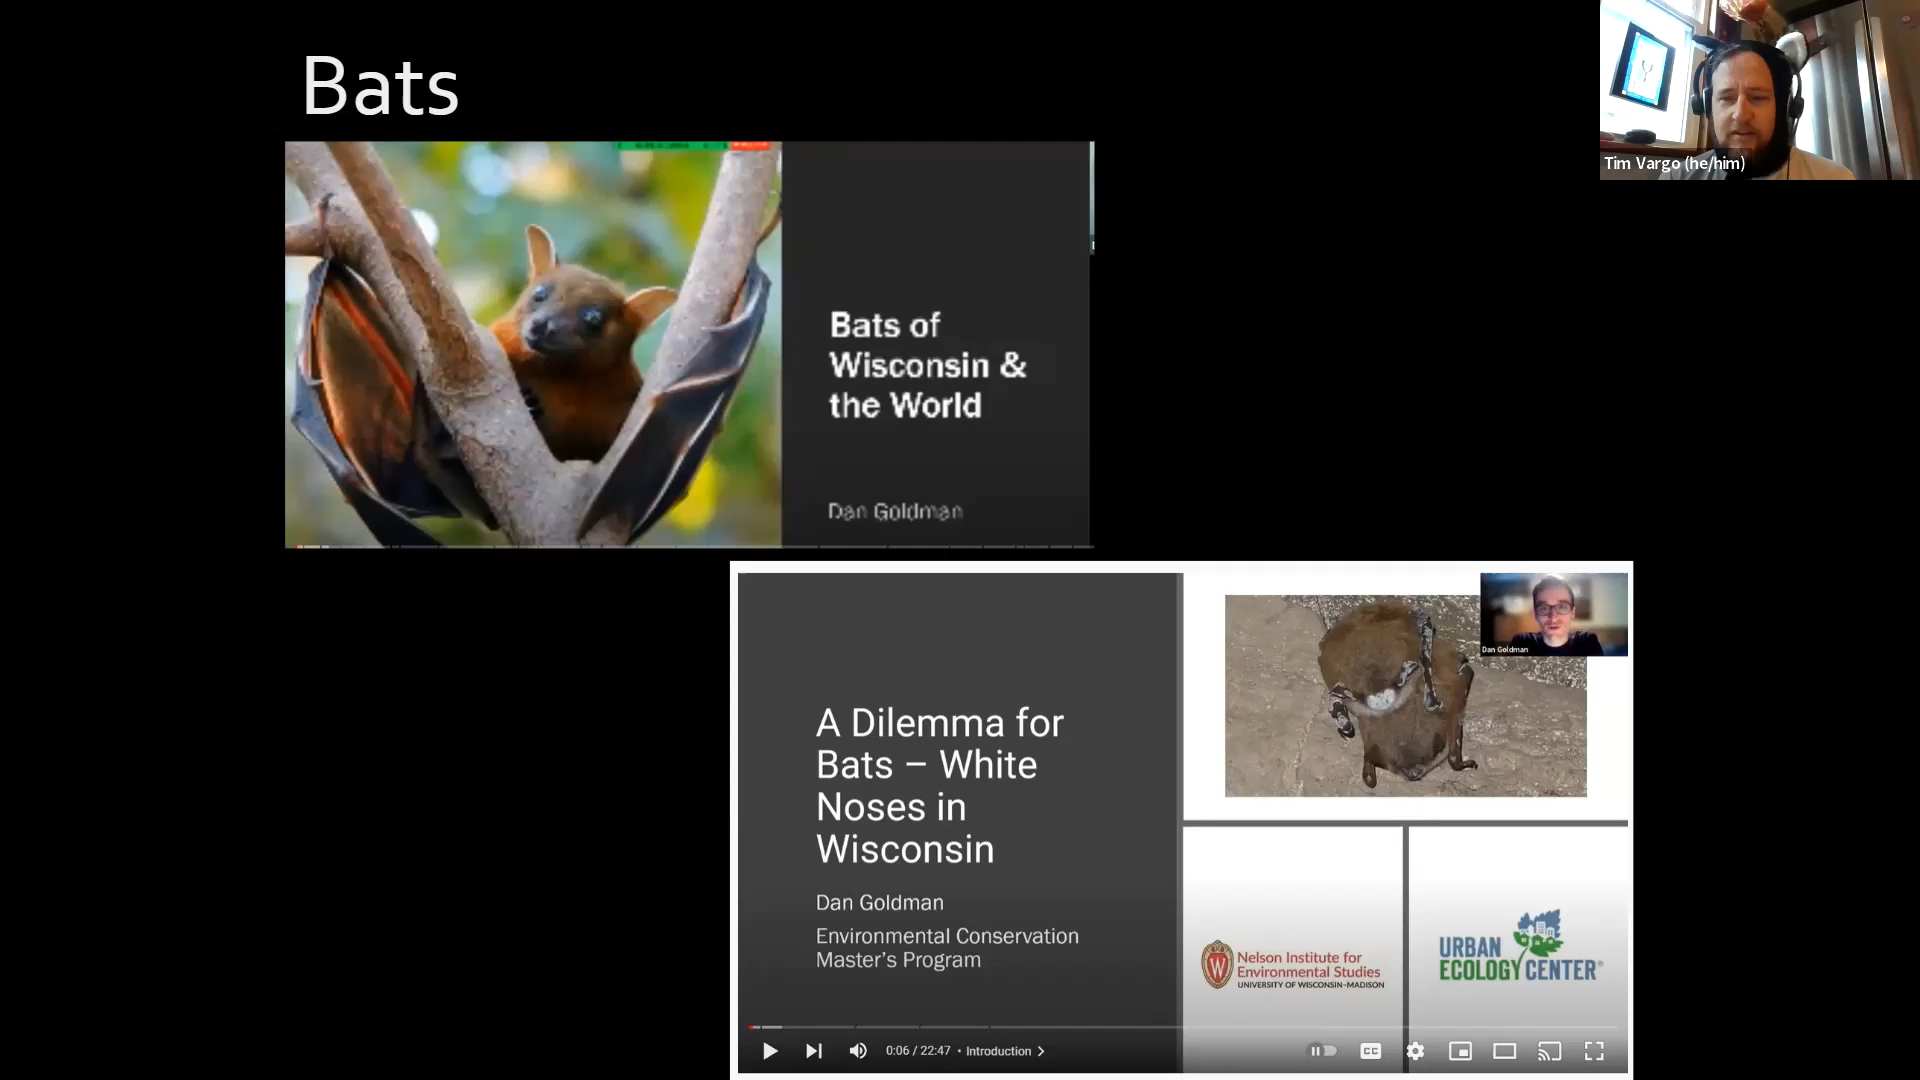 Bats
Tim Vargo (he/him)
Bats of
Wisconsin &
the World
Dan Goldman
Dan Goldman
A Dilemma for
Bats – White
Noses in
Wisconsin
Dan Goldman
Environmental Conservation
Master's Program
W
Nelson Institute for
Environmental Studies
UNIVERSITY OF WISCONSIN–MADISON
URBAN
ECOLOGY CENTER®
0:06 / 22:47 • Introduction
CC